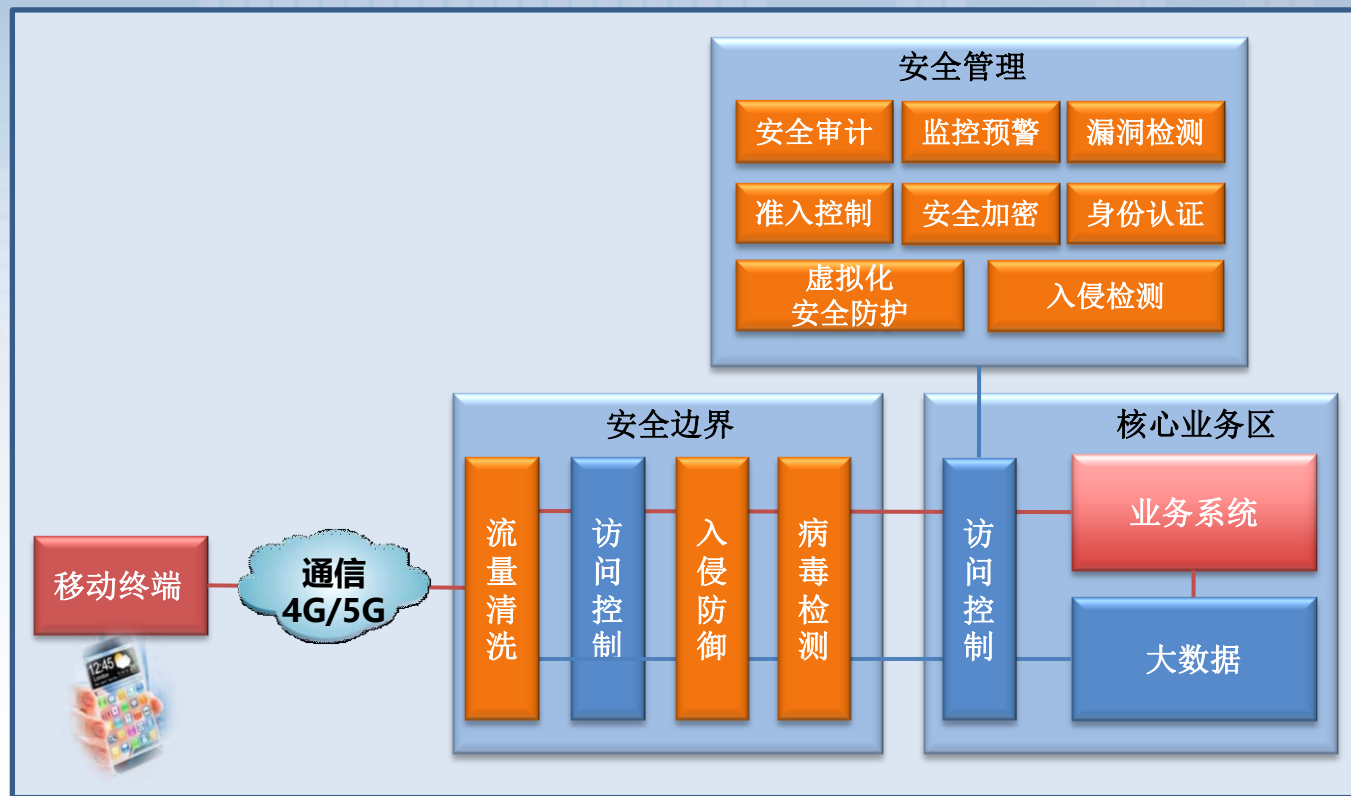 安全管理
安全审计
监控预警
漏洞检测
准入控制
安全加密
身份认证
虚拟化
安全防护
入侵检测
安全边界
流量清洗
访问控制
入侵防御
病毒检测
核心业务区
访问控制
业务系统
大数据
移动终端
通信
4G/5G
12:45